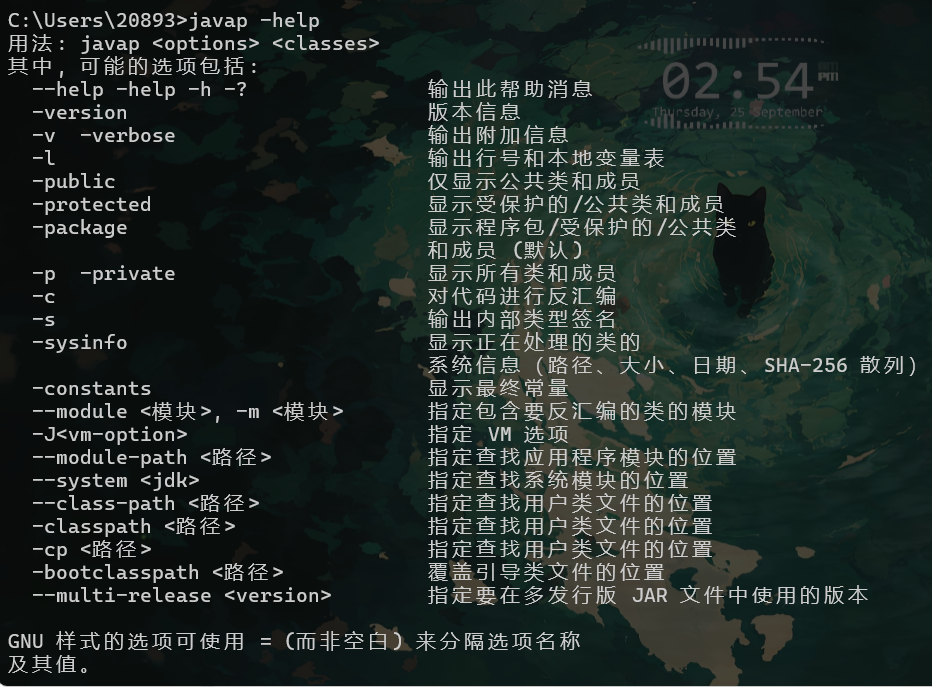 C:\Users\20893>javap -help
用法: javap <options> <classes>
其中, 可能的选项包括:
--help -help -h -? 输出此帮助消息
-version 版本信息
-v -verbose 输出附加信息
-l 输出行号和本地变量表
-public 仅显示公共类和成员
-protected 显示受保护的/公共类和成员
-package 显示程序包/受保护的/公共类
和成员 (默认)
-p -private 显示所有类和成员
-c 对代码进行反汇编
-s 输出内部类型签名
-sysinfo 显示正在处理的类的
系统信息 (路径、大小、日期、SHA-256 散列)
-constants 显示最终常量
--module <模块>, -m <模块> 指定包含要反汇编的类的模块
-J<vm-option> 指定 VM 选项
--module-path <路径> 指定查找应用程序模块的位置
--system <jdk> 指定查找系统模块的位置
--class-path <路径> 指定查找用户类文件的位置
-classpath <路径> 指定查找用户类文件的位置
-cp <路径> 指定查找用户类文件的位置
-bootclasspath <路径> 覆盖引导类文件的位置
--multi-release <version> 指定要在多发行版 JAR 文件中使用的版本
GNU 样式的选项可使用 = (而非空白) 来分隔选项名称
及其值。
02:54 PM
Thursday, 25 September